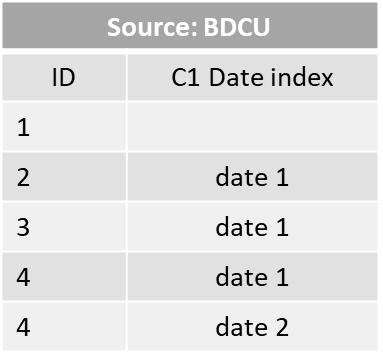 Source: BDCU
ID C1 Date index
1
2 date 1
3 date 1
4 date 1
4 date 2